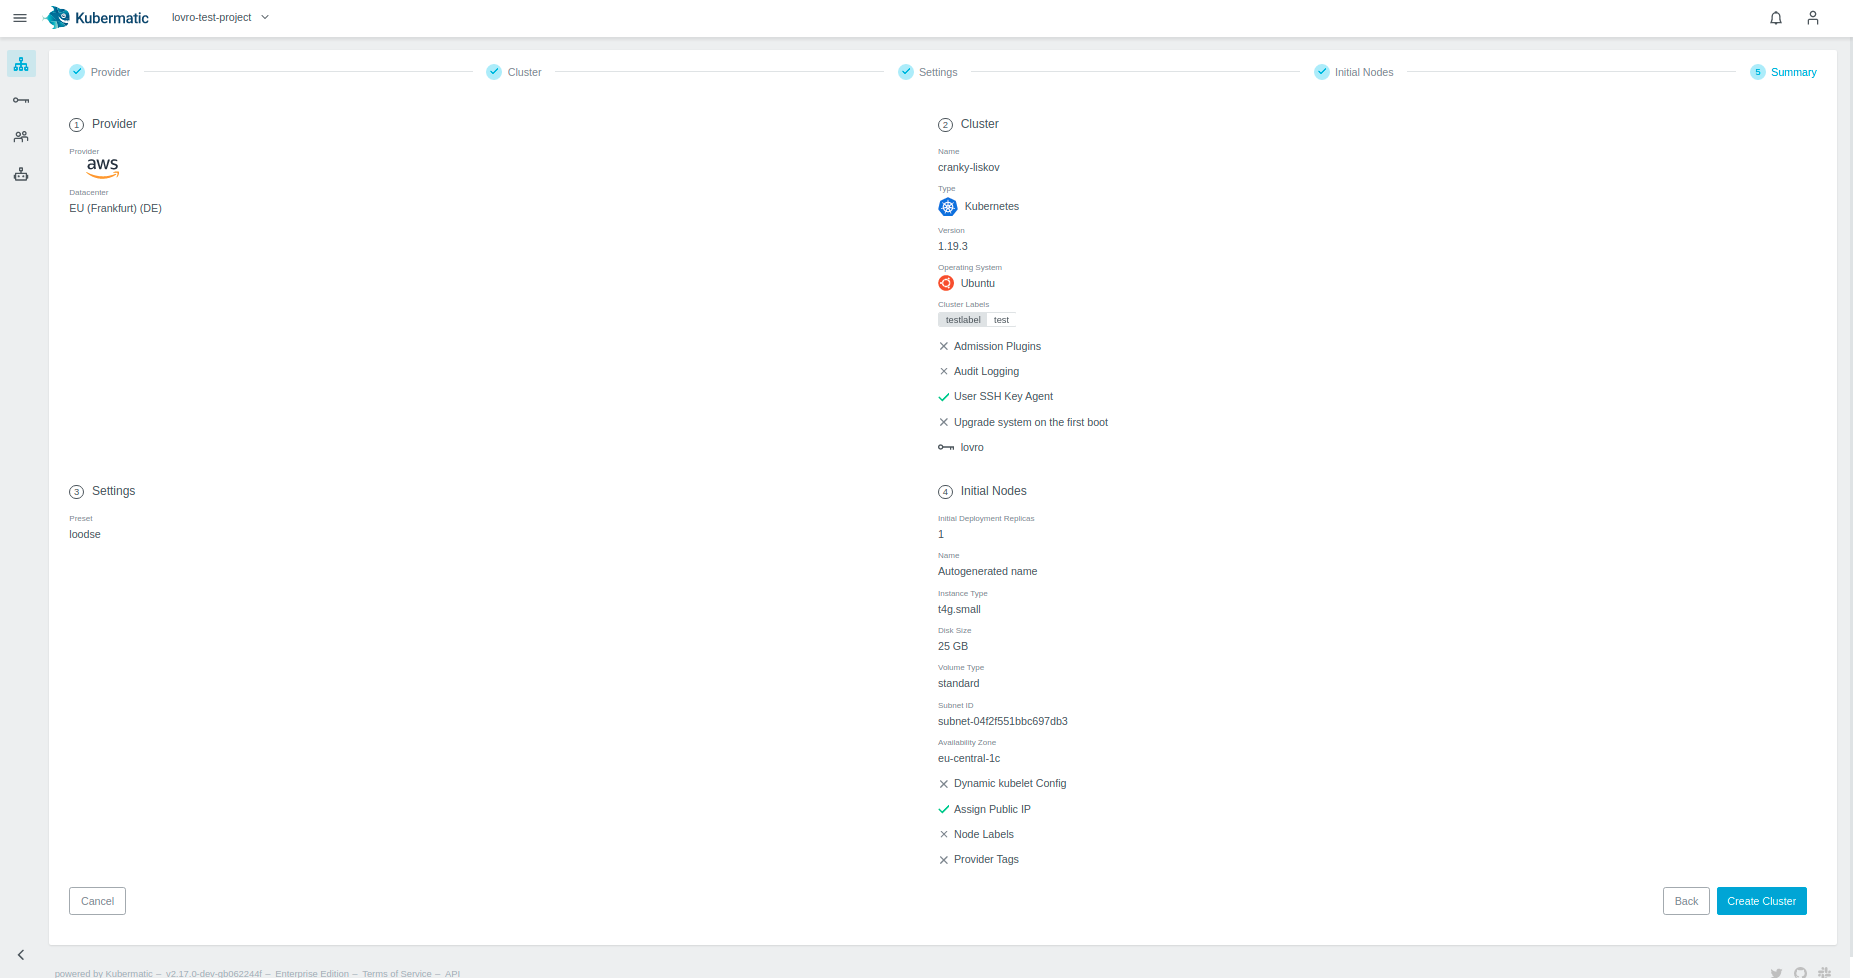 Kubermatic
lovro-test-project
Provider
Cluster
Settings
Initial Nodes
5 Summary
1 Provider
Provider
aws
Datacenter
EU (Frankfurt) (DE)
2 Cluster
Name
cranky-liskov
Type
Kubernetes
Version
1.19.3
Operating System
Ubuntu
Cluster Labels
testlabel test
Admission Plugins
Audit Logging
User SSH Key Agent
Upgrade system on the first boot
lovro
3 Settings
Preset
loodse
4 Initial Nodes
Initial Deployment Replicas
1
Name
Autogenerated name
Instance Type
t4g.small
Disk Size
25 GB
Volume Type
standard
Subnet ID
subnet-04f2f551bbc697db3
Availability Zone
eu-central-1c
Dynamic kubelet Config
Assign Public IP
Node Labels
Provider Tags
Cancel
Back
Create Cluster
powered by Kubermatic – v2.17.0-dev-gb062244f – Enterprise Edition – Terms of Service – API